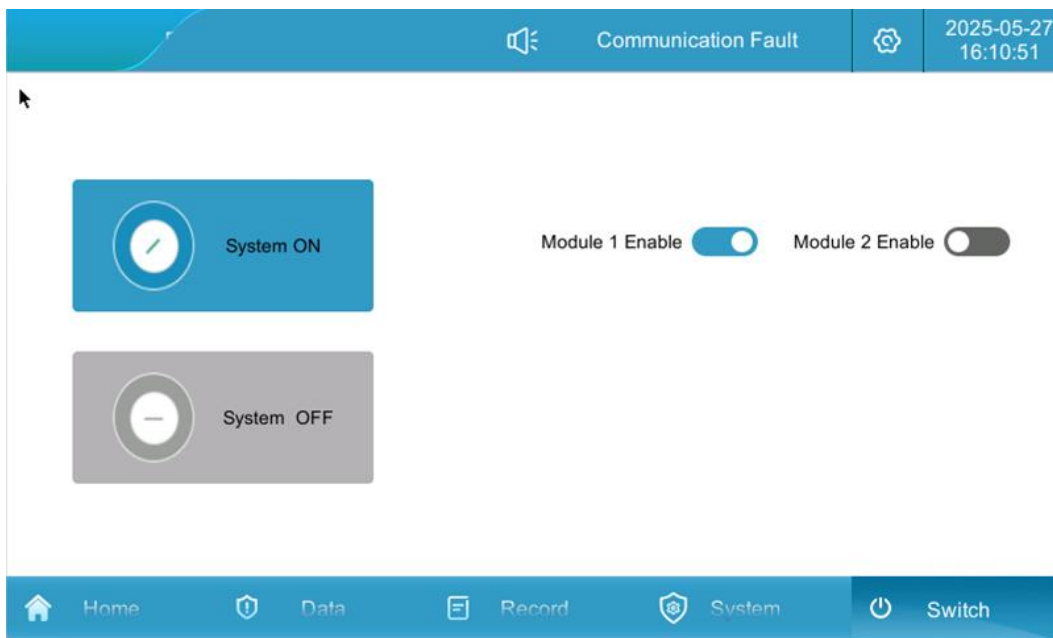 Communication Fault
2025-05-27
16:10:51
System ON
Module 1 Enable
Module 2 Enable
System OFF
Home
Data
Record
System
Switch